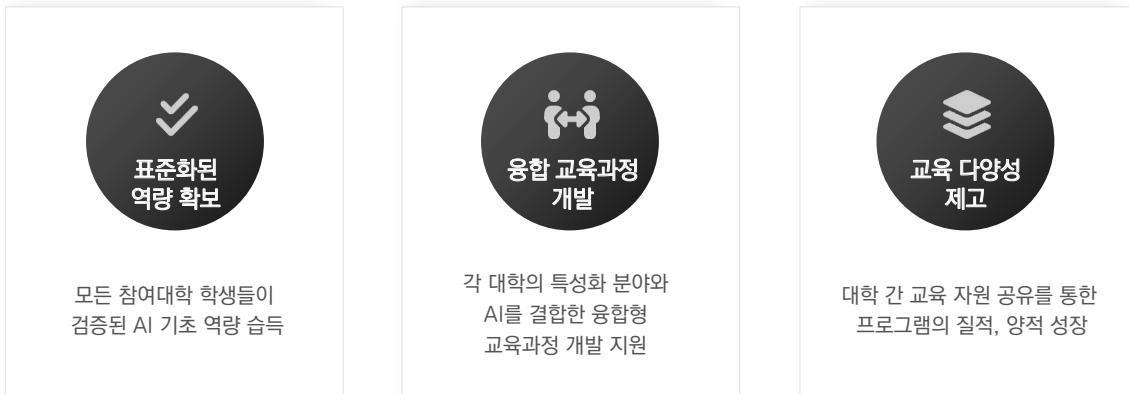 표준화된
역량 확보
모든 참여대학 학생들이
검증된 AI 기초 역량 습득
융합 교육과정
개발
각 대학의 특성화 분야와
AI를 결합한 융합형
교육과정 개발 지원
교육 다양성
제고
대학 간 교육 자원 공유를 통한
프로그램의 질적, 양적 성장